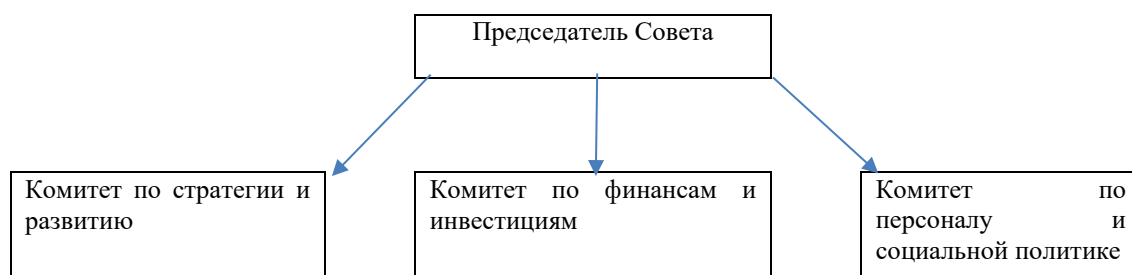 Председатель Совета
Комитет по стратегии и
развитию
Комитет по финансам и
инвестициям
Комитет по
персоналу и
социальной политике